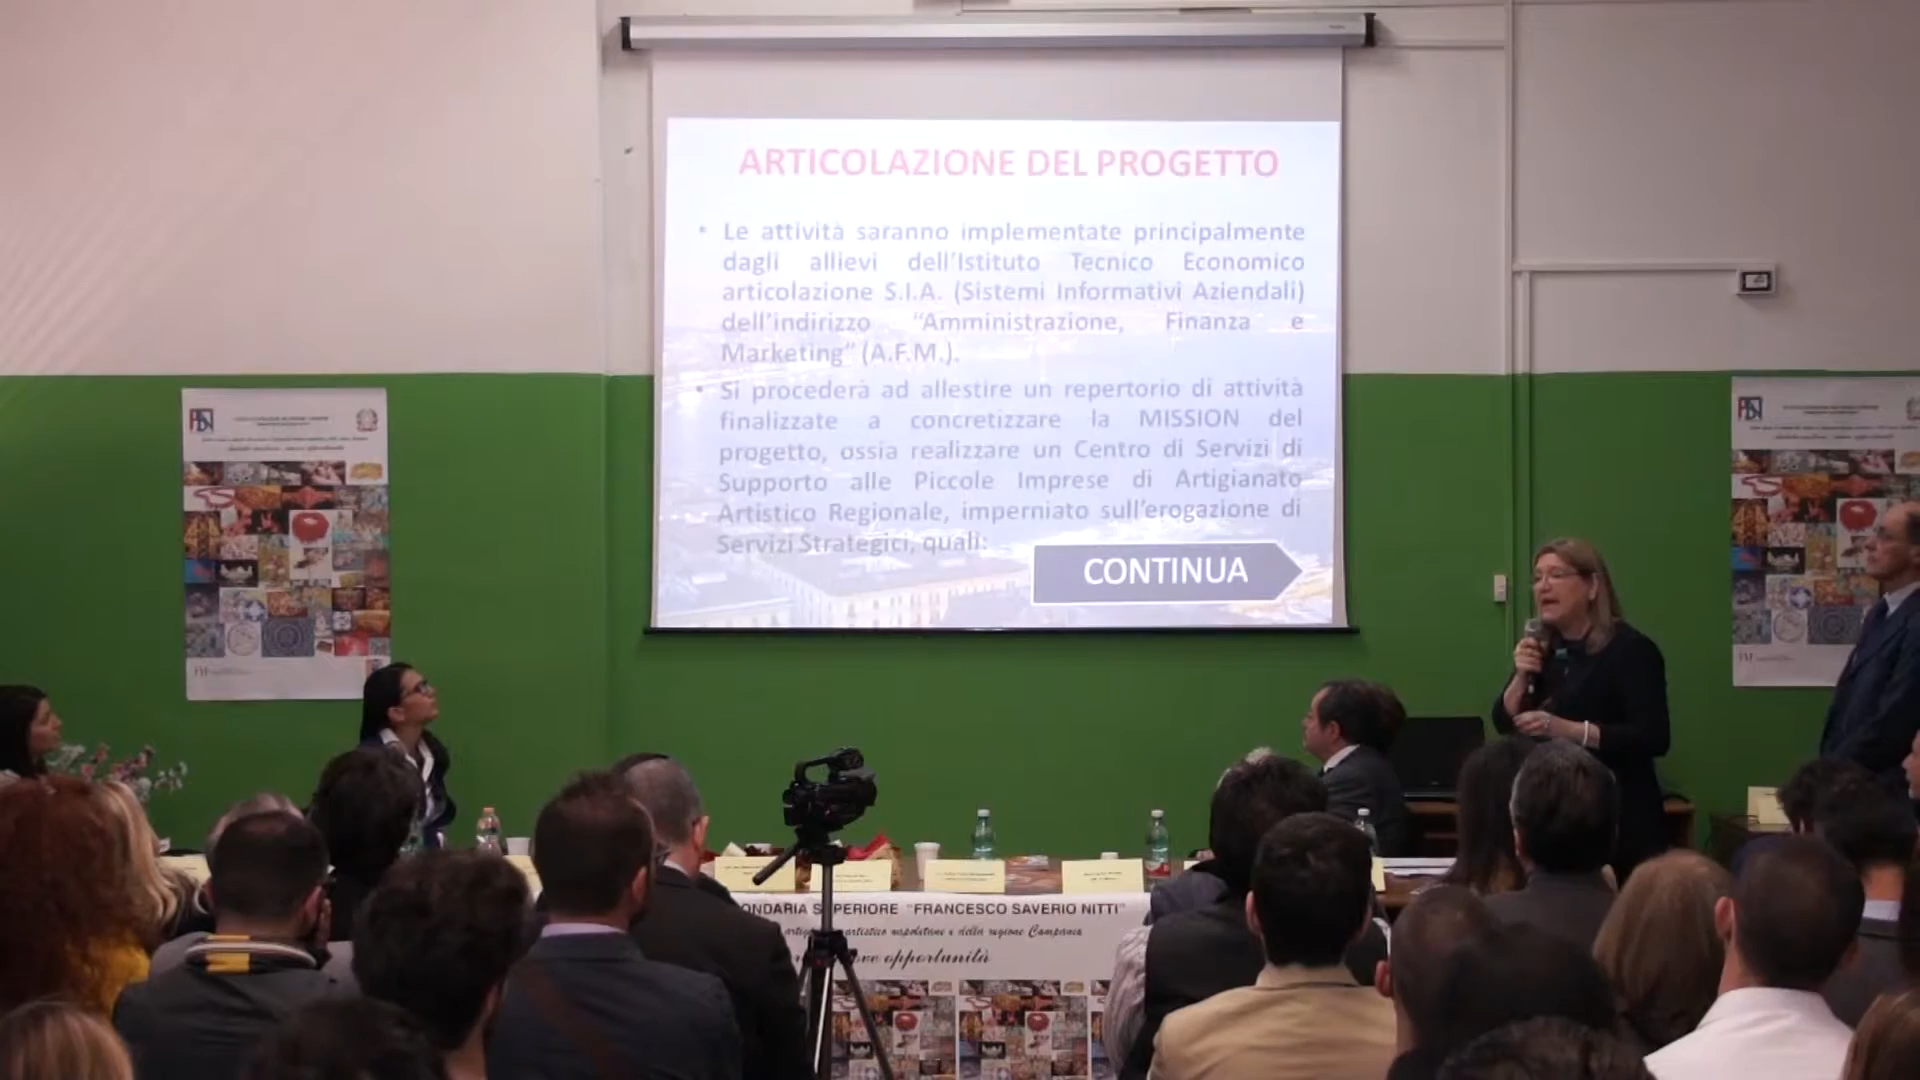 ARTICOLAZIONE DEL PROGETTO
• Le attività saranno implementate principalmente
dagli allievi dell'Istituto Tecnico Economico
articolazione S.I.A. (Sistemi Informativi Aziendali)
dell'indirizzo "Amministrazione, Finanza e
Marketing" (A.F.M.).
• Si procederà ad allestire un repertorio di attività
finalizzate a concretizzare la MISSION del
progetto, ossia realizzare un Centro di Servizi di
Supporto alle Piccole Imprese di Artigianato
Artistico Regionale, imperniato sull'erogazione di
Servizi Strategici, quali:
CONTINUA
"FRANCESCO SAVERIO NITTI"
artistico napoletano e della regione Campania
opportunità